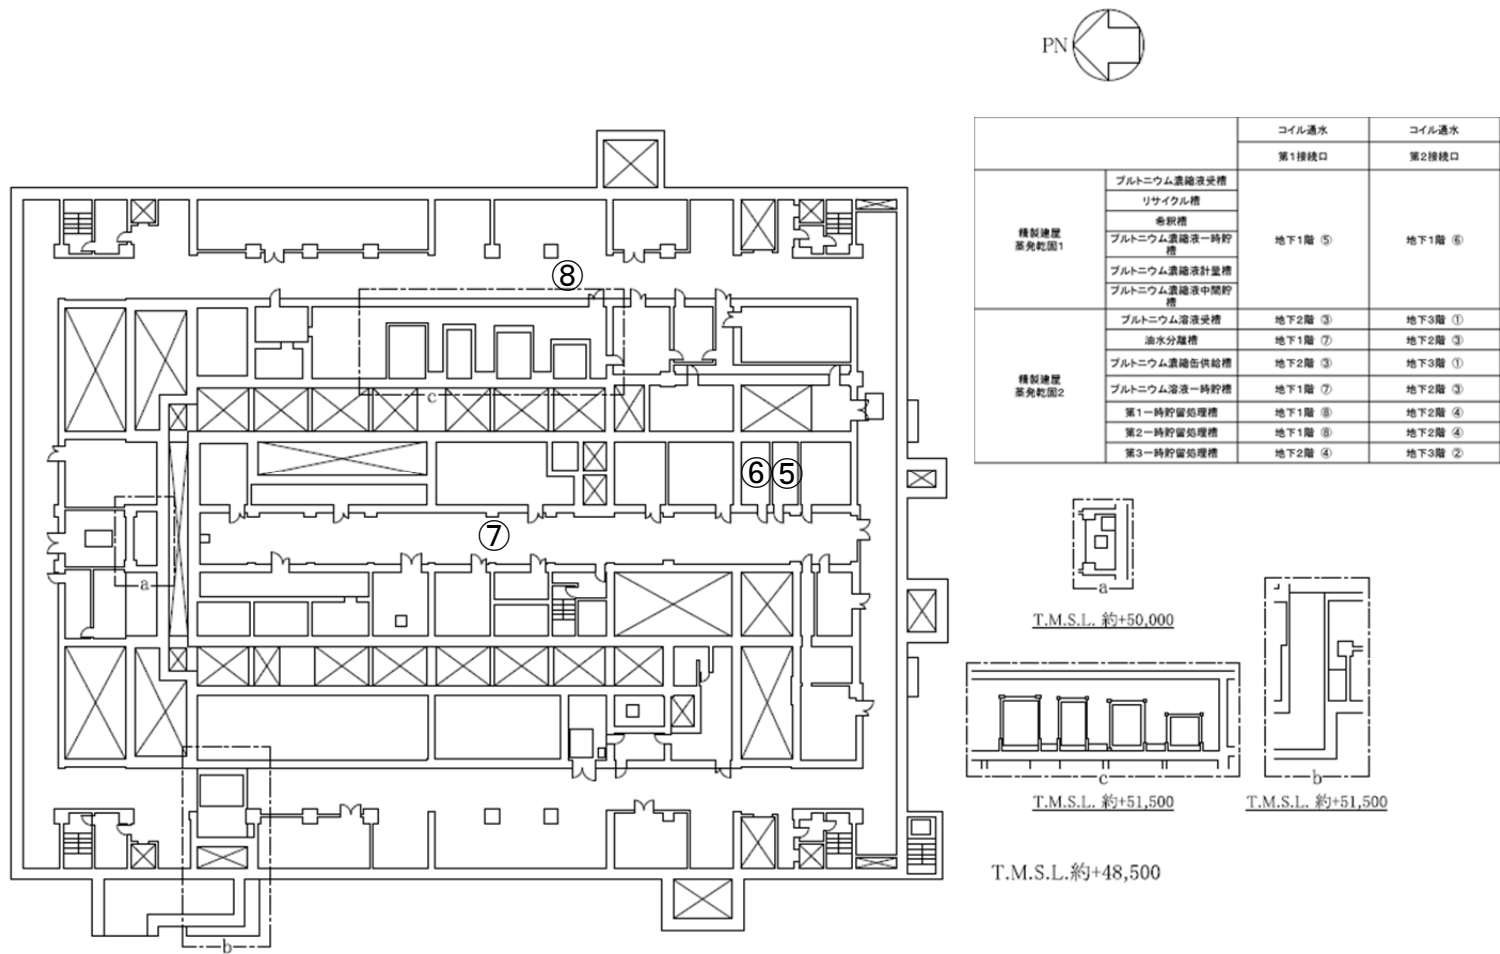 PN
コイル通水
コイル通水
第1接続口
第2接続口
精製建屋
蒸発乾固1
プルトニウム濃縮液受槽
リサイクル槽
希釈槽
プルトニウム濃縮液一時貯
槽
プルトニウム濃縮液計量槽
プルトニウム濃縮液中間貯
槽
地下1階 ⑤
地下1階 ⑥
精製建屋
蒸発乾固2
プルトニウム溶液受槽
地下2階 ③
地下3階 ①
油水分離槽
地下1階 ⑦
地下2階 ③
プルトニウム濃縮缶供給槽
地下2階 ③
地下3階 ①
プルトニウム溶液一時貯槽
地下1階 ⑦
地下2階 ③
第1一時貯留処理槽
地下1階 ⑧
地下2階 ④
第2一時貯留処理槽
地下1階 ⑧
地下2階 ④
第3一時貯留処理槽
地下2階 ④
地下3階 ②
⑧
c
⑥
⑤
⑦
a
b
a
T.M.S.L. 約+50,000
c
T.M.S.L. 約+51,500
b
T.M.S.L. 約+51,500
T.M.S.L.約+48,500